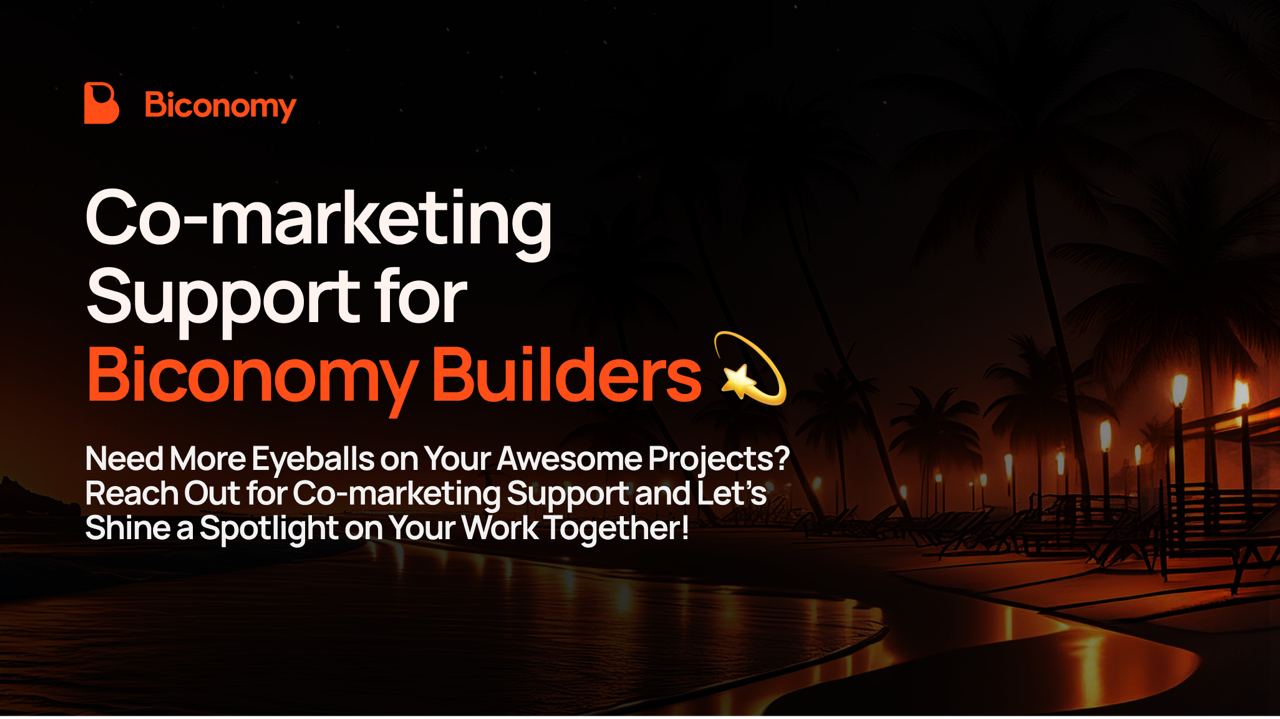 Biconomy
Co-marketing
Support for
Biconomy Builders
Need More Eyeballs on Your Awesome Projects?
Reach Out for Co-marketing Support and Let’s
Shine a Spotlight on Your Work Together!